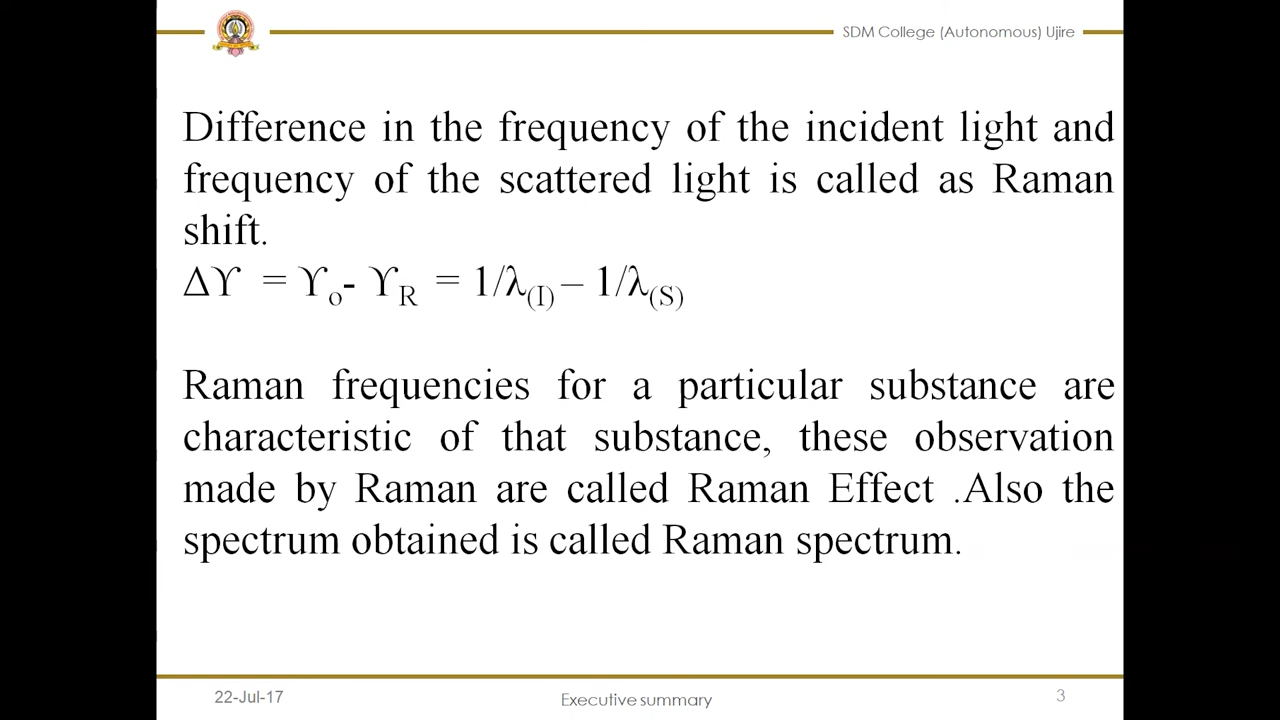 SDM College (Autonomous) Ujire
Difference in the frequency of the incident light and
frequency of the scattered light is called as Raman
shift.
Δϒ = ϒo- ϒR = 1/λ(I) – 1/λ(S)
Raman frequencies for a particular substance are
characteristic of that substance, these observation
made by Raman are called Raman Effect .Also the
spectrum obtained is called Raman spectrum.
22-Jul-17
Executive summary
3